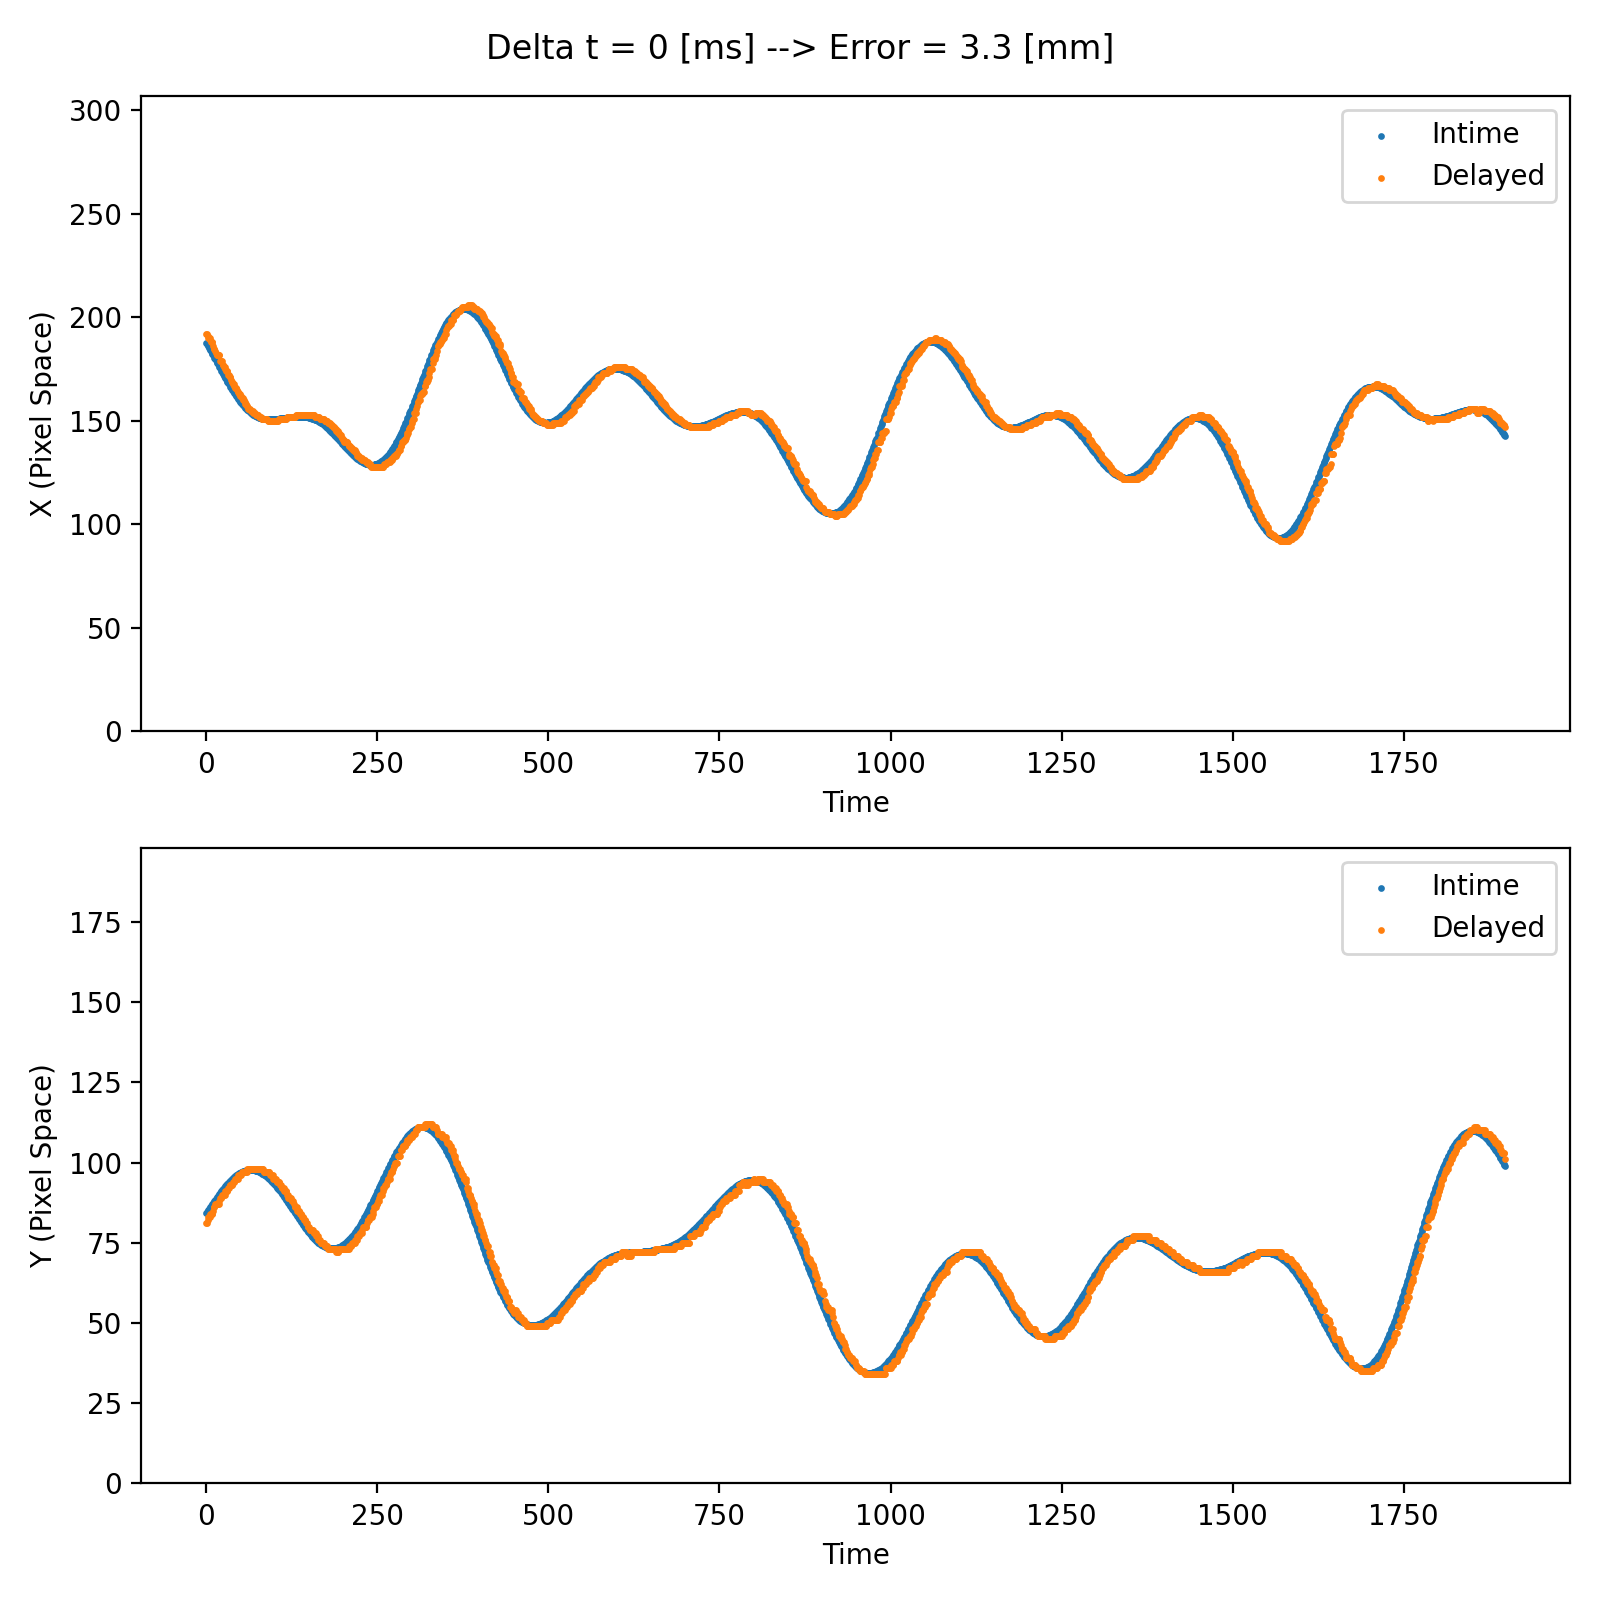 Delta t = 0 [ms] --> Error = 3.3 [mm]
300
250
200
150
100
50
0
X (Pixel Space)
Intime
Delayed
0 250 500 750 1000 1250 1500 1750
Time
175
150
125
100
75
50
25
0
Y (Pixel Space)
Intime
Delayed
0 250 500 750 1000 1250 1500 1750
Time